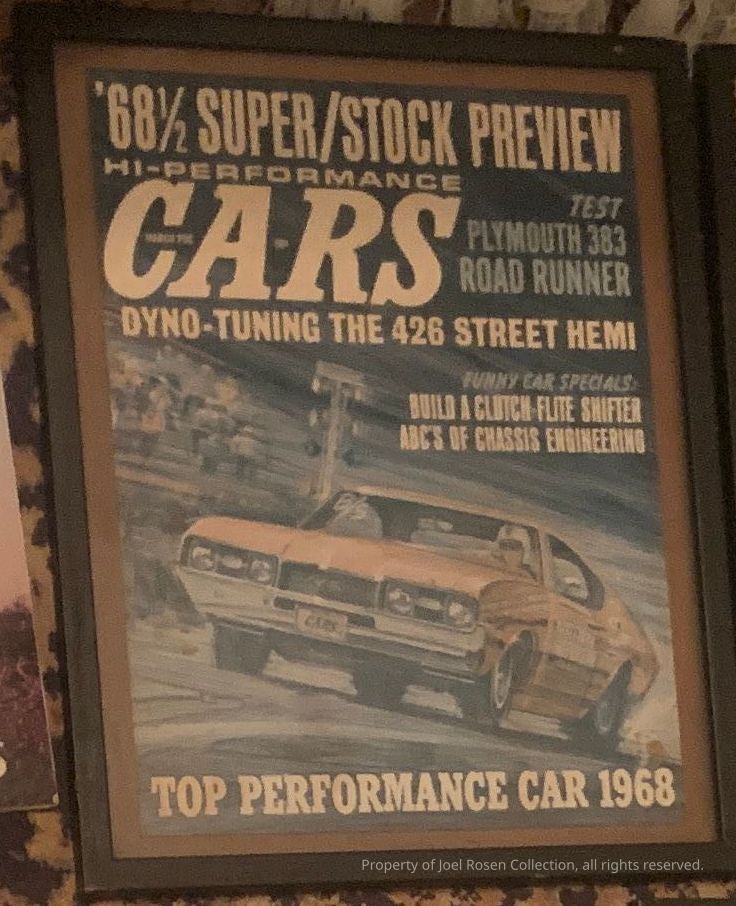 '68½ SUPER/STOCK PREVIEW
HI-PERFORMANCE
CARS
TEST
PLYMOUTH 383
ROAD RUNNER
DYNO-TUNING THE 426 STREET HEMI
FUNNY CAR SPECIALS:
BUILD A CLUTCH-FLITE SHIFTER
ABC'S OF CHASSIS ENGINEERING
CARS
TOP PERFORMANCE CAR 1968
Property of Joel Rosen Collection, all rights reserved.